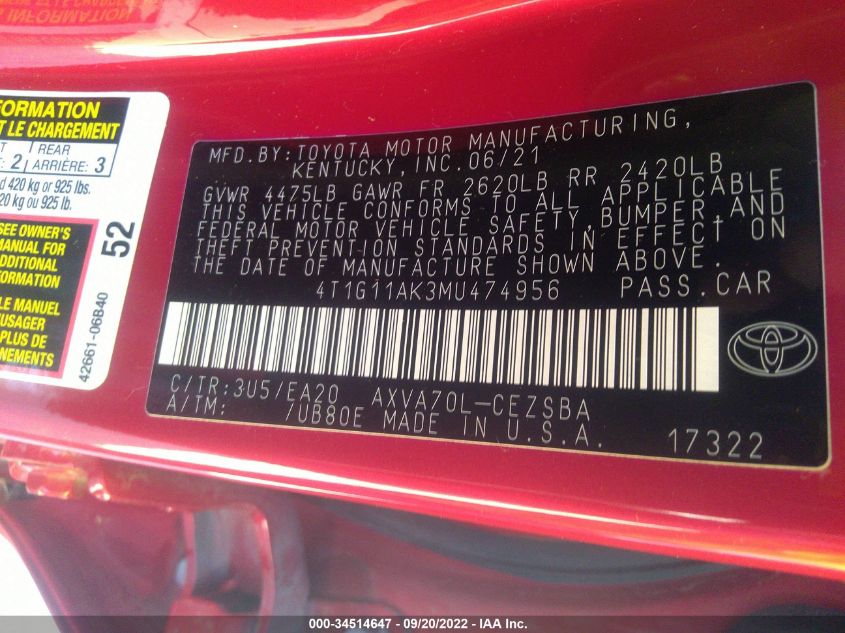 INFORMATION
FORMATION
T LE CHARGEMENT
1 REAR
2 ARRIÈRE: 3
d 420 kg or 925 lbs.
20 kg ou 925 lb.
SEE OWNER'S
MANUAL FOR
ADDITIONAL
INFORMATION
LE MANUEL
USAGER
PLUS DE
NEMENTS
52
42661-06B40
MFD.BY:TOYOTA MOTOR MANUFACTURING,
KENTUCKY,INC.06/21
GVWR 4475LB GAWR FR 2620LB RR 2420LB
THIS VEHICLE CONFORMS TO ALL APPLICABLE
FEDERAL MOTOR VEHICLE SAFETY,BUMPER,AND
THEFT PREVENTION STANDARDS IN EFFECT ON
THE DATE OF MANUFACTURE SHOWN ABOVE.
4T1G11AK3MU474956 PASS.CAR
C/TR:3U5/EA20 AXVA70L-CEZSBA
A/TM: /UB80E MADE IN U.S.A. 17322
000-34514647 - 09/20/2022 - IAA Inc.